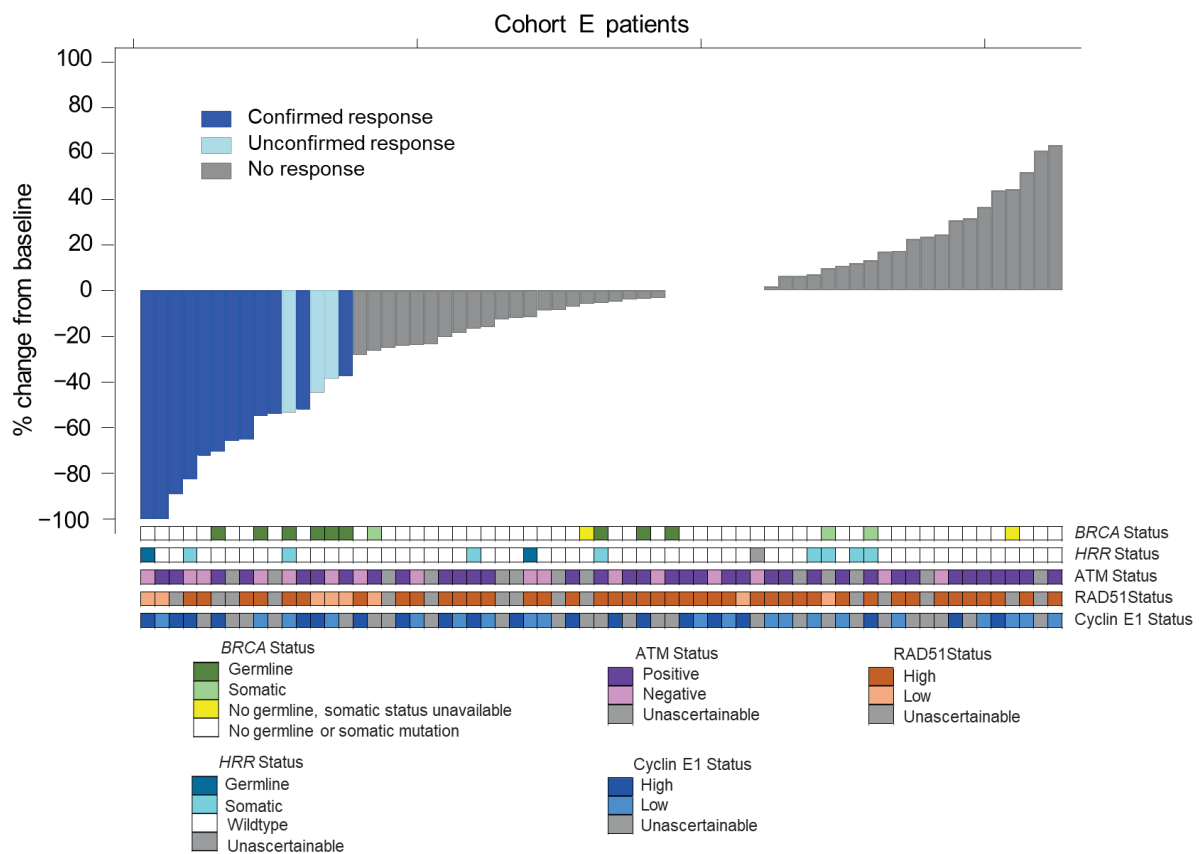 Cohort E patients
100
80
60
40
20
0
−20
−40
−60
−80
−100
% change from baseline
Confirmed response
Unconfirmed response
No response
BRCA Status
HRR Status
ATM Status
RAD51Status
Cyclin E1 Status
BRCA Status
Germline
Somatic
No germline, somatic status unavailable
No germline or somatic mutation
HRR Status
Germline
Somatic
Wildtype
Unascertainable
ATM Status
Positive
Negative
Unascertainable
Cyclin E1 Status
High
Low
Unascertainable
RAD51Status
High
Low
Unascertainable